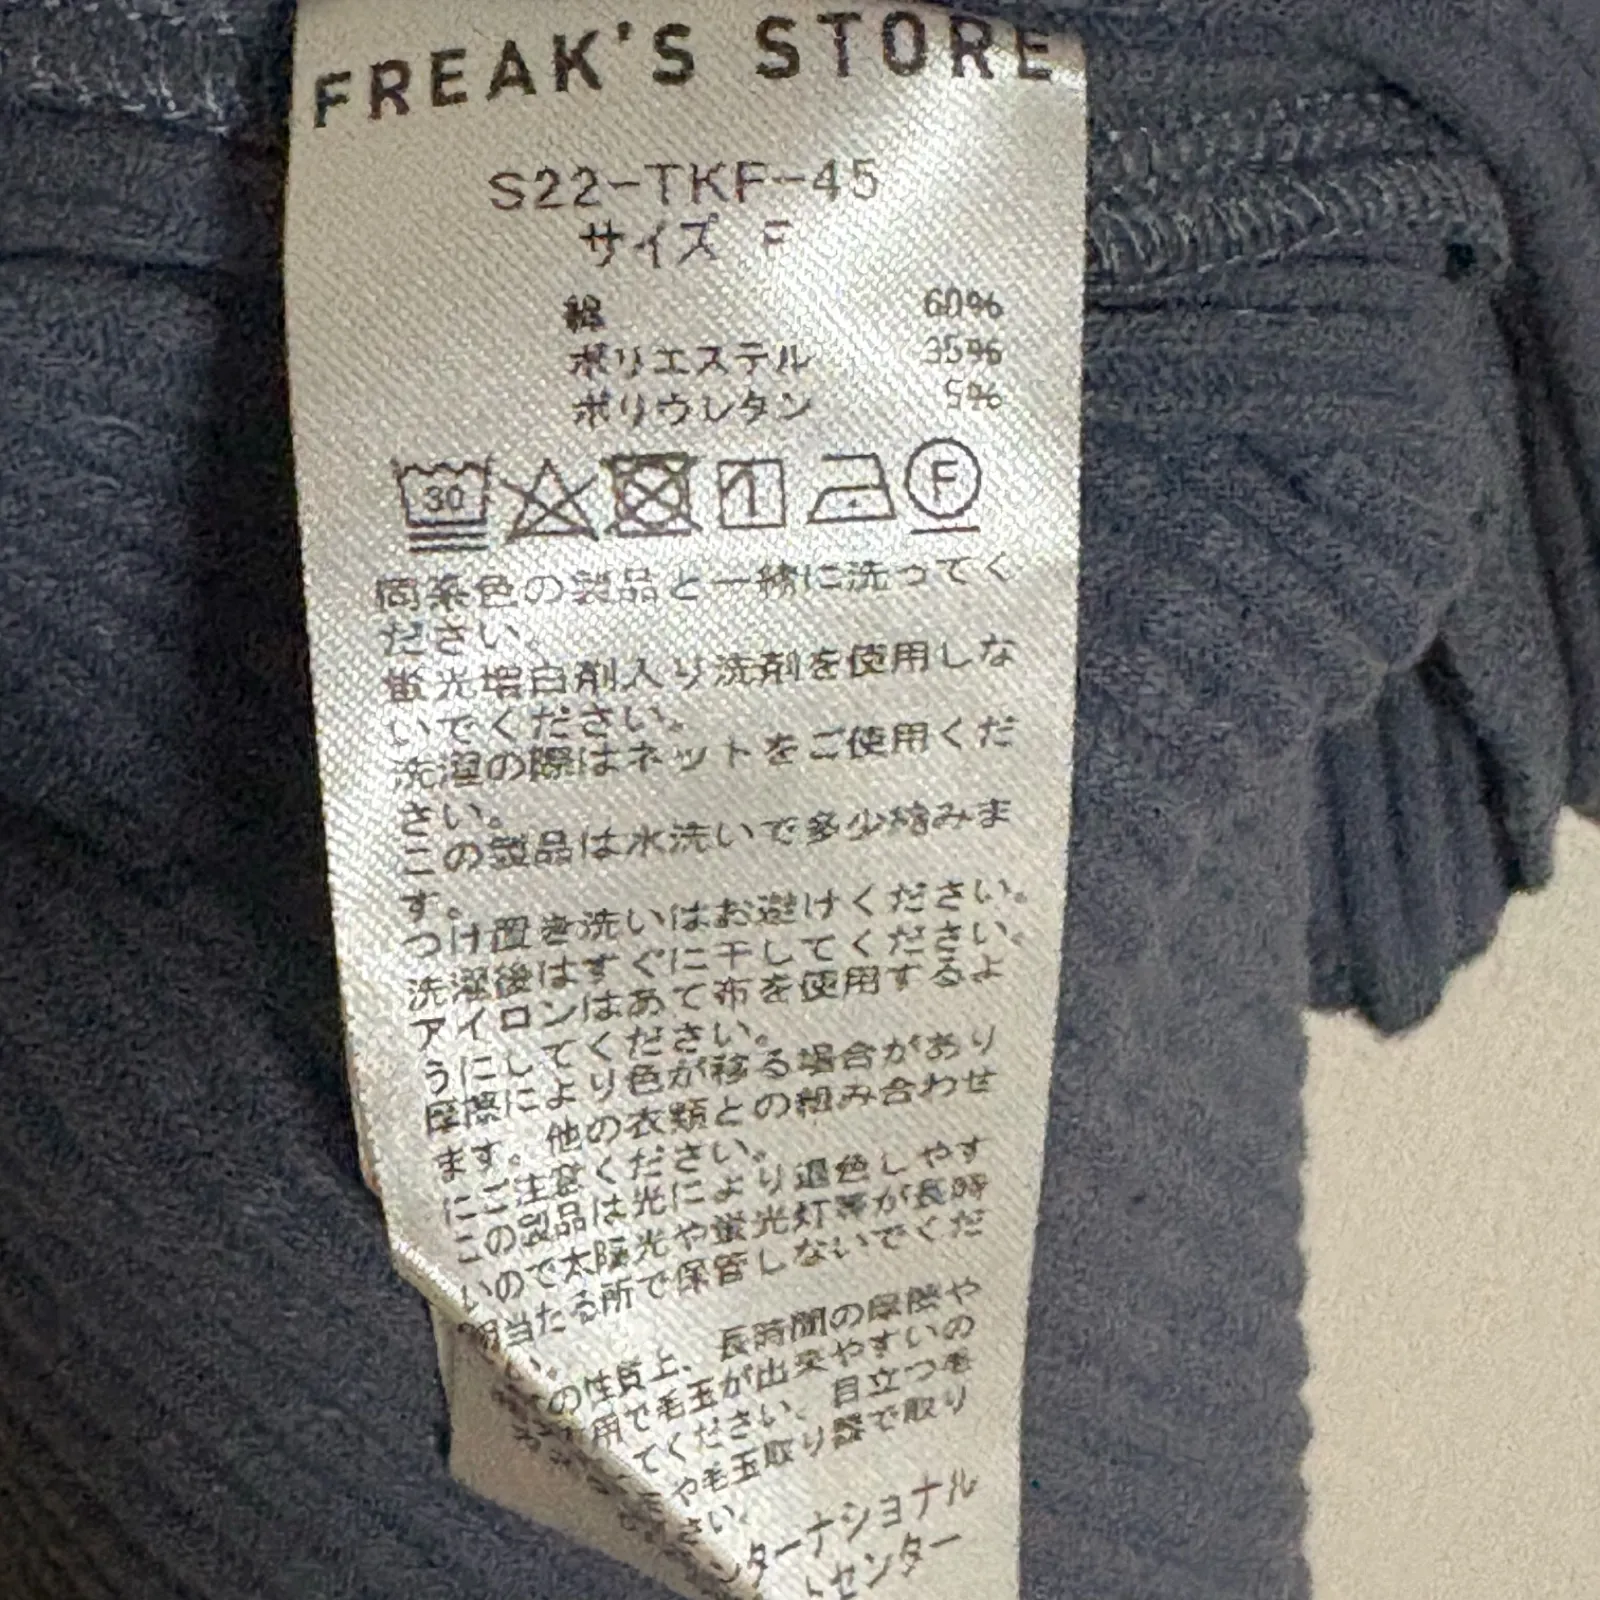 FREAK'S STORE
S22-TKF-45
サイズ F
綿 60%
ポリエステル 35%
ポリウレタン 5%
30 F
同系色の製品と一緒に洗ってく
ださい。
蛍光増白剤入り洗剤を使用しな
いでください。
洗濯の際はネットをご使用くだ
さい。
この製品は水洗いで多少縮みま
す。
つけ置き洗いはお避けください。
洗濯後はすぐに干してください。
アイロンはあて布を使用するよ
うにしてください。
摩擦により色が移る場合があり
ます。他の衣類との組み合わせ
にご注意ください。
この製品は光により退色しやす
いので太陽光や蛍光灯等が長時
間当たる所で保管しないでくだ
い。
の性質上、長時間の摩擦や
用で毛玉が出来やすいの
てください。目立つ毛
や毛玉取り器で取り
さい。
ンターナショナル
トセンター